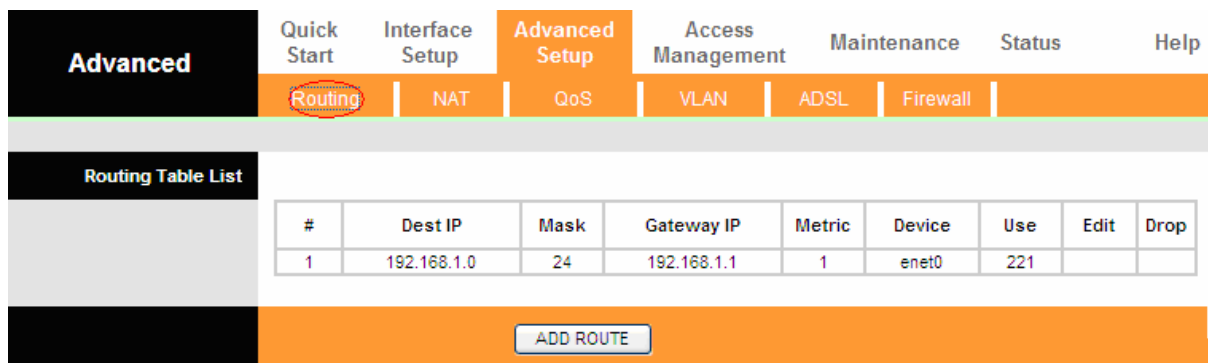 Advanced
Quick Start
Interface Setup
Advanced Setup
Access Management
Maintenance
Status
Help
Routing NAT QoS VLAN ADSL Firewall
Routing Table List
# Dest IP Mask Gateway IP Metric Device Use Edit Drop
1 192.168.1.0 24 192.168.1.1 1 enet0 221
ADD ROUTE